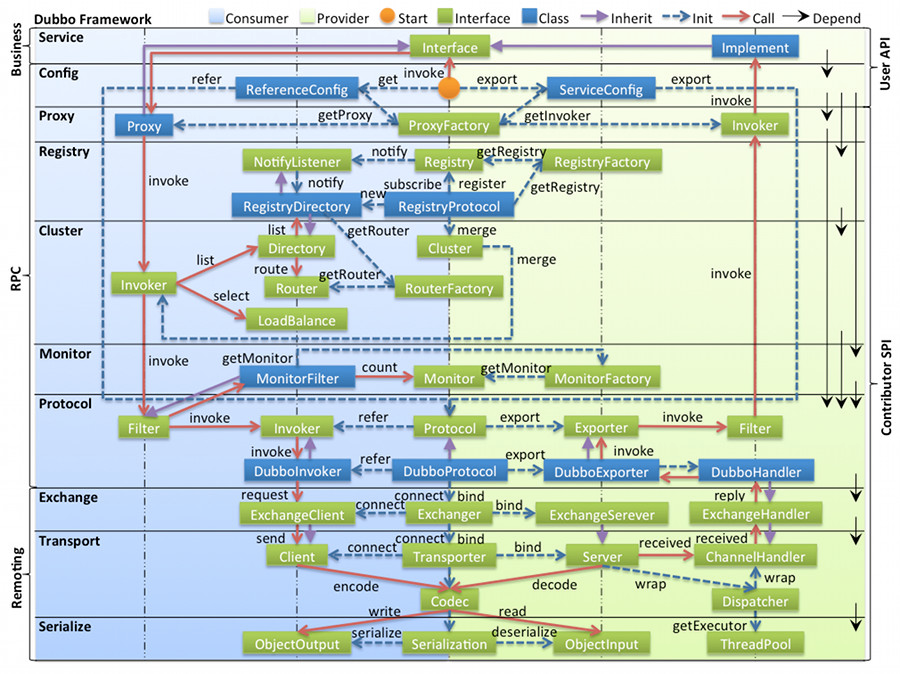 Dubbo Framework
Consumer
Provider
Start
Interface
Class
Inherit
Init
Call
Depend
Business
Service
Interface
Implement
User API
Config
refer
get
invoke
export
export
ReferenceConfig
ServiceConfig
invoke
Proxy
getProxy
getInvoker
Proxy
ProxyFactory
Invoker
Registry
notify
getRegistry
NotifyListener
Registry
RegistryFactory
invoke
notify
new
subscribe
register
getRegistry
RegistryDirectory
RegistryProtocol
RPC
Cluster
list
getRouter
merge
Directory
Cluster
list
merge
route
getRouter
invoke
Invoker
Router
RouterFactory
select
LoadBalance
Monitor
invoke
getMonitor
count
getMonitor
MonitorFilter
Monitor
MonitorFactory
Contributor SPI
Protocol
invoke
refer
export
invoke
Filter
Invoker
Protocol
Exporter
Filter
invoke
refer
export
invoke
DubboInvoker
DubboProtocol
DubboExporter
DubboHandler
Remoting
Exchange
request
connect
bind
reply
connect
bind
ExchangeClient
Exchanger
ExchangeSerever
ExchangeHandler
Transport
send
connect
bind
received
connect
bind
received
Client
Transporter
Server
ChannelHandler
encode
decode
wrap
wrap
Codec
Dispatcher
Serialize
write
read
getExecutor
serialize
deserialize
ObjectOutput
Serialization
ObjectInput
ThreadPool